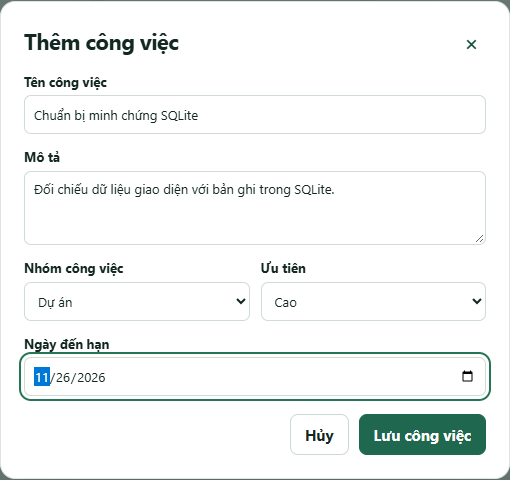 Thêm công việc
Tên công việc
Chuẩn bị minh chứng SQLite
Mô tả
Đối chiếu dữ liệu giao diện với bản ghi trong SQLite.
Nhóm công việc
Ưu tiên
Dự án
Cao
Ngày đến hạn
11/26/2026
Hủy
Lưu công việc